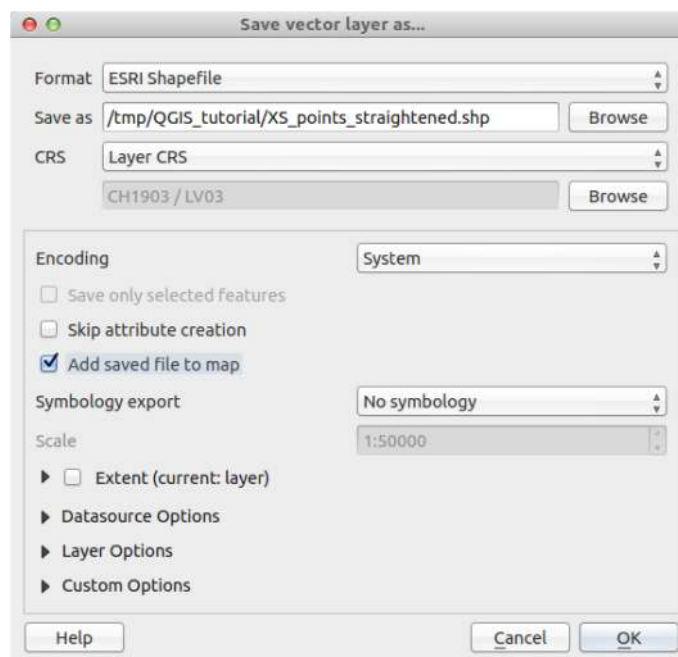 Save vector layer as...
Format ESRI Shapefile
Save as /tmp/QGIS_tutorial/XS_points_straightened.shp Browse
CRS Layer CRS
CH1903 / LV03 Browse
Encoding System
Save only selected features
Skip attribute creation
Add saved file to map
Symbology export No symbology
Scale 1:50000
Extent (current: layer)
Datasource Options
Layer Options
Custom Options
Help Cancel OK